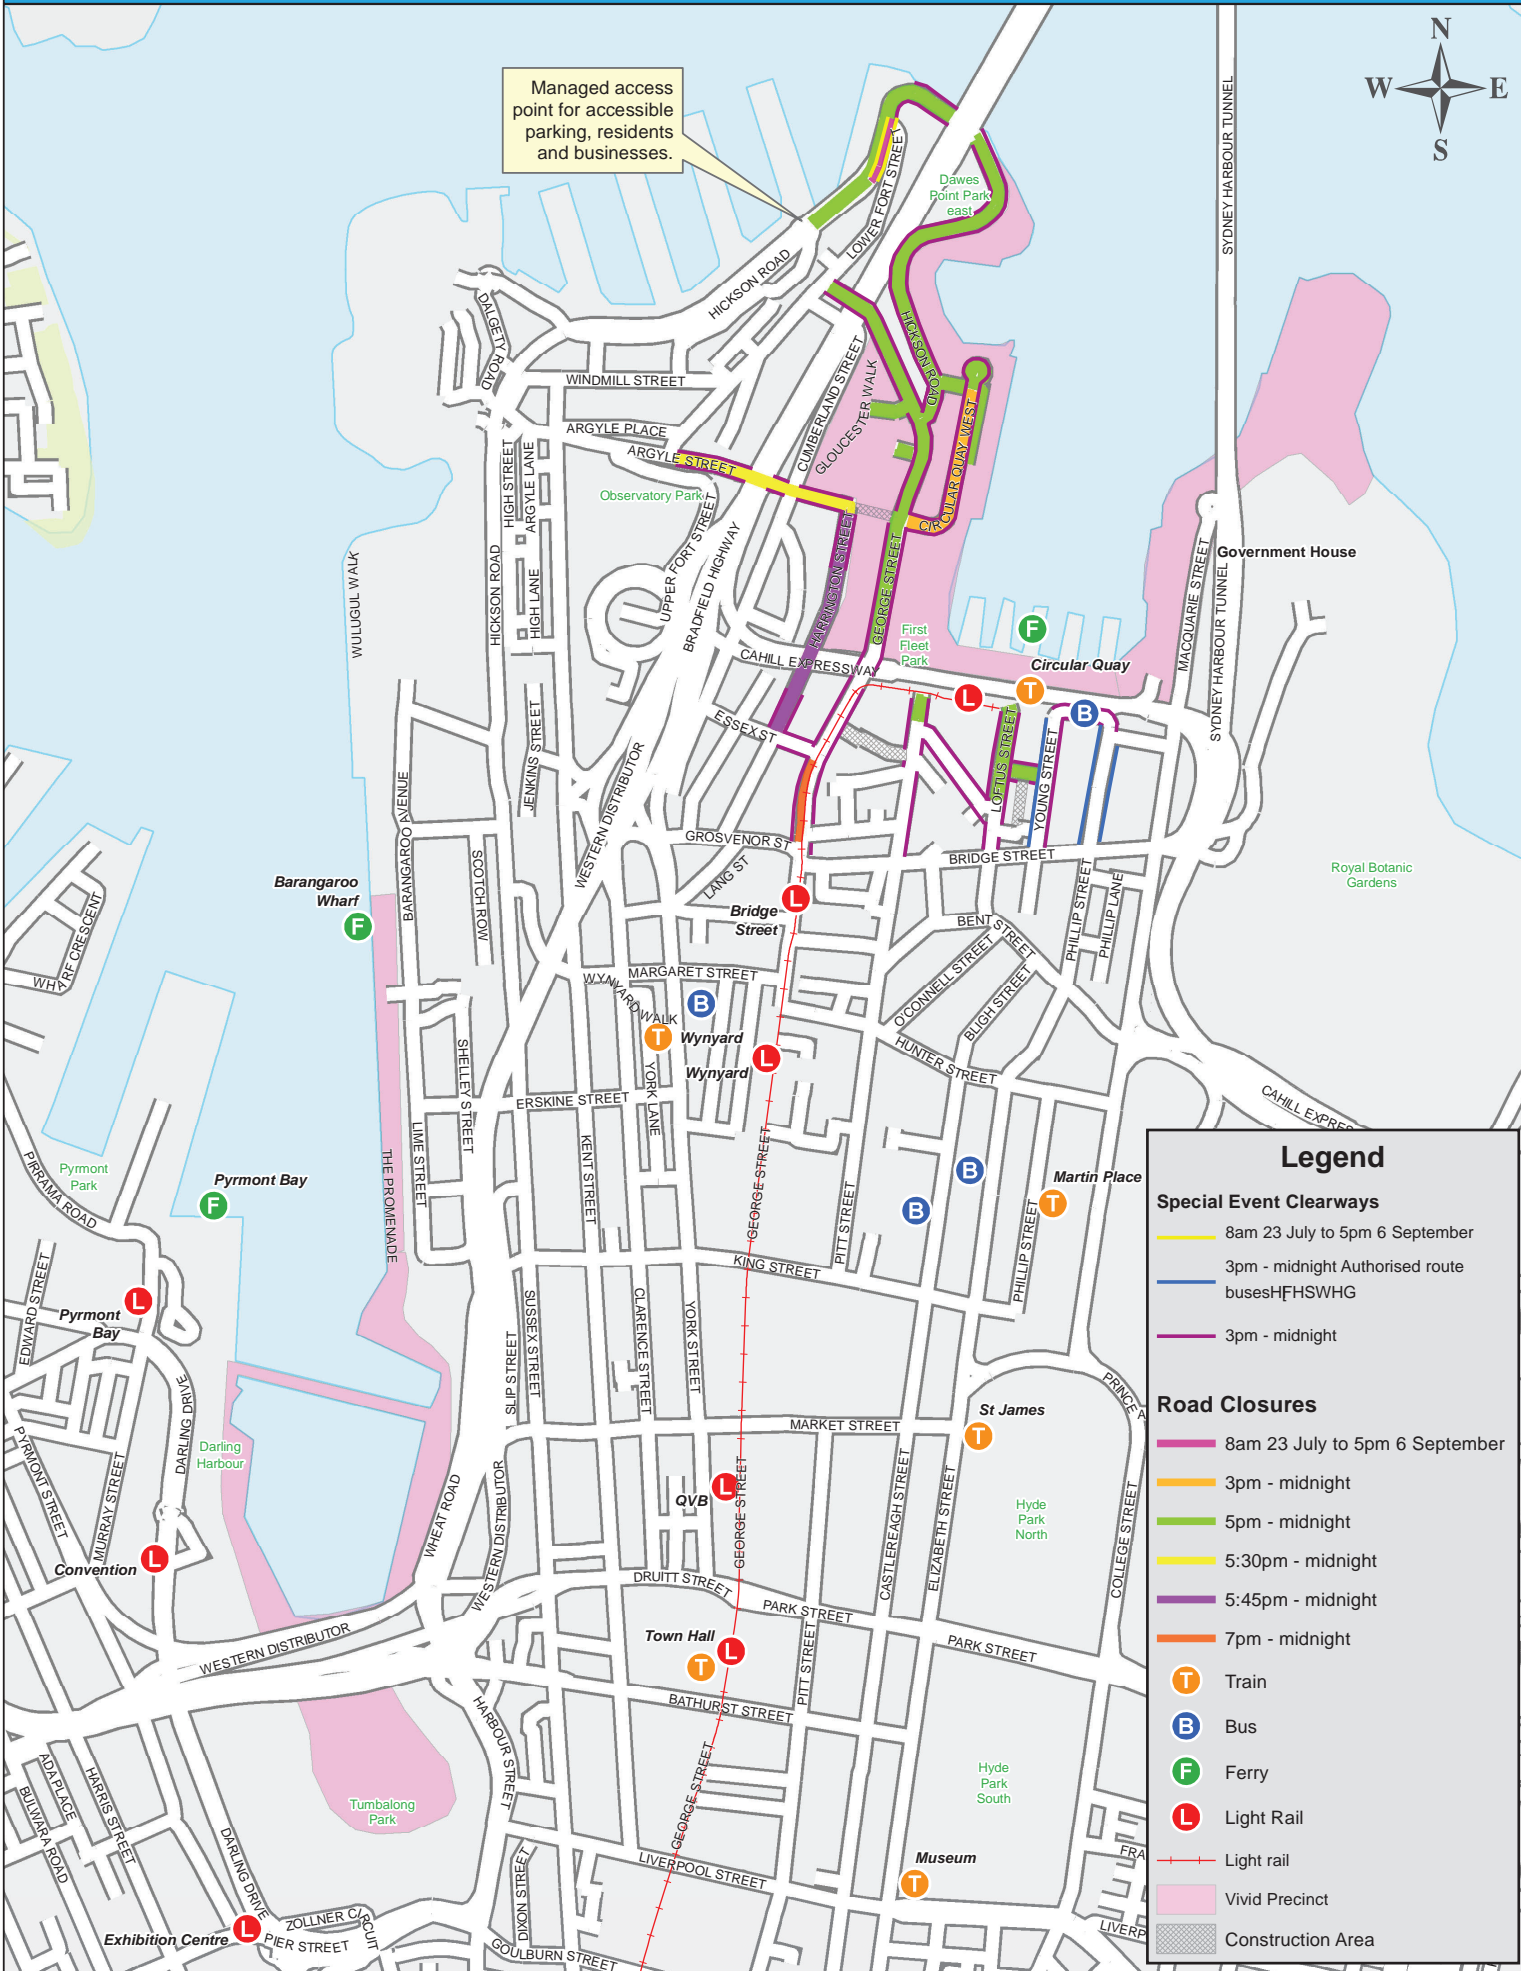 N
W
E
S
Managed access
point for accessible
parking, residents
and businesses.
SYDNEY HARBOUR TUNNEL
LOWER FORT STREET
Dawes
Point Park
east
HICKSON ROAD
DALGETY ROAD
HICKSON ROAD
WINDMILL STREET
CUMBERLAND STREET
GLOUCESTER WALK
CIRCULAR QUAY WEST
ARGYLE PLACE
ARGYLE STREET
HIGH STREET
ARGYLE LANE
Observatory Park
UPPER FORT STREET
BRADFIELD HIGHWAY
HARRINGTON STREET
GEORGE STREET
WULUGUL WALK
HICKSON ROAD
HIGH LANE
Government House
MACQUARIE STREET
SYDNEY HARBOUR TUNNEL
First
Fleet
Park
F
Circular Quay
CAHILL EXPRESSWAY
L
T
B
ESSEX ST
JENKINS STREET
WESTERN DISTRIBUTOR
LOFTUS STREET
YOUNG STREET
BARANGAROO AVENUE
SCOTCH ROW
GROSVENOR ST
LANG ST
BRIDGE STREET
Royal Botanic
Gardens
Barangaroo
Wharf
F
L
Bridge
Street
BENT STREET
PHILLIP STREET
PHILLIP LANE
WHARF CRESCENT
MARGARET STREET
WYNYARD WALK
B
T
Wynyard
Wynyard
L
O'CONNELL STREET
BLIGH STREET
HUNTER STREET
SHELLEY STREET
YORK LANE
ERSKINE STREET
CAHILL EXPRES
LIME STREET
KENT STREET
GEORGE STREET
PITT STREET
THE PROMENADE
PIRRAMA ROAD
Pyrmont
Park
Pyrmont Bay
F
B
B
Martin Place
T
PHILLIP STREET
KING STREET
EDWARD STREET
Pyrmont
Bay
L
SUSSEX STREET
SLIP STREET
CLARENCE STREET
YORK STREET
PRINCE A
DARLING DRIVE
MARKET STREET
St James
T
PYRMONT STREET
MURRAY STREET
Darling
Harbour
WHEAT ROAD
WESTERN DISTRIBUTOR
QVB
L
GEORGE STREET
CASTLEREAGH STREET
ELIZABETH STREET
Hyde
Park
North
COLLEGE STREET
Convention
L
DRUITT STREET
PARK STREET
PARK STREET
WESTERN DISTRIBUTOR
Town Hall
L
T
PITT STREET
BATHURST STREET
HARBOUR STREET
ADA PLACE
HARRIS STREET
BULWARA ROAD
Tumbalong
Park
GEORGE STREET
Hyde
Park
South
DARLING DRIVE
LIVERPOOL STREET
Museum
T
FRA
LIVERP
DIXON STREET
Exhibition Centre
L
ZOLLNER CIRCUIT
PIER STREET
GOULBURN STREET
Legend
Special Event Clearways
8am 23 July to 5pm 6 September
3pm - midnight Authorised route
3pm - midnight
Road Closures
8am 23 July to 5pm 6 September
3pm - midnight
5pm - midnight
5:30pm - midnight
5:45pm - midnight
7pm - midnight
T Train
B Bus
F Ferry
L Light Rail
Light rail
Vivid Precinct
Construction Area